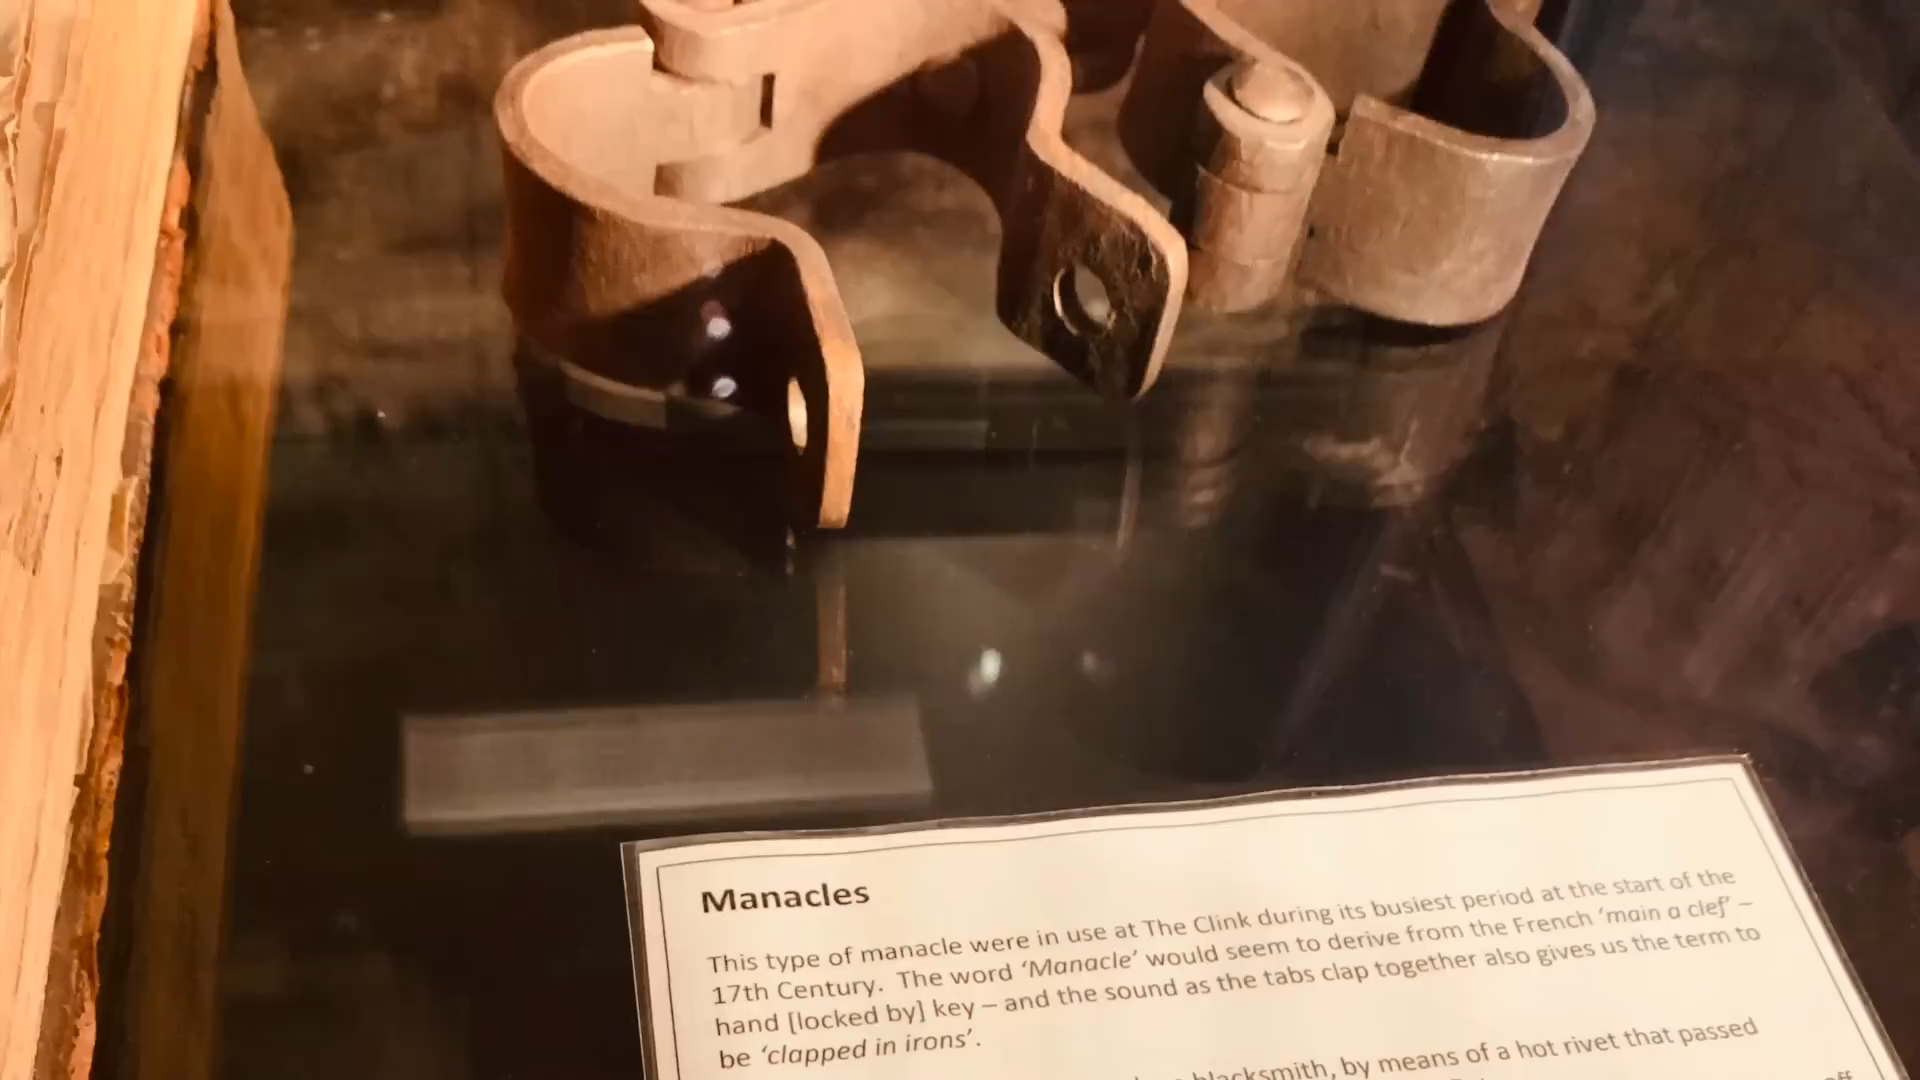 Manacles
This type of manacle were in use at The Clink during its busiest period at the start of the
17th Century. The word ‘Manacle’ would seem to derive from the French ‘main a clef’ –
hand [locked by] key – and the sound as the tabs clap together also gives us the term to
be ‘clapped in irons’.
blacksmith, by means of a hot rivet that passed
off